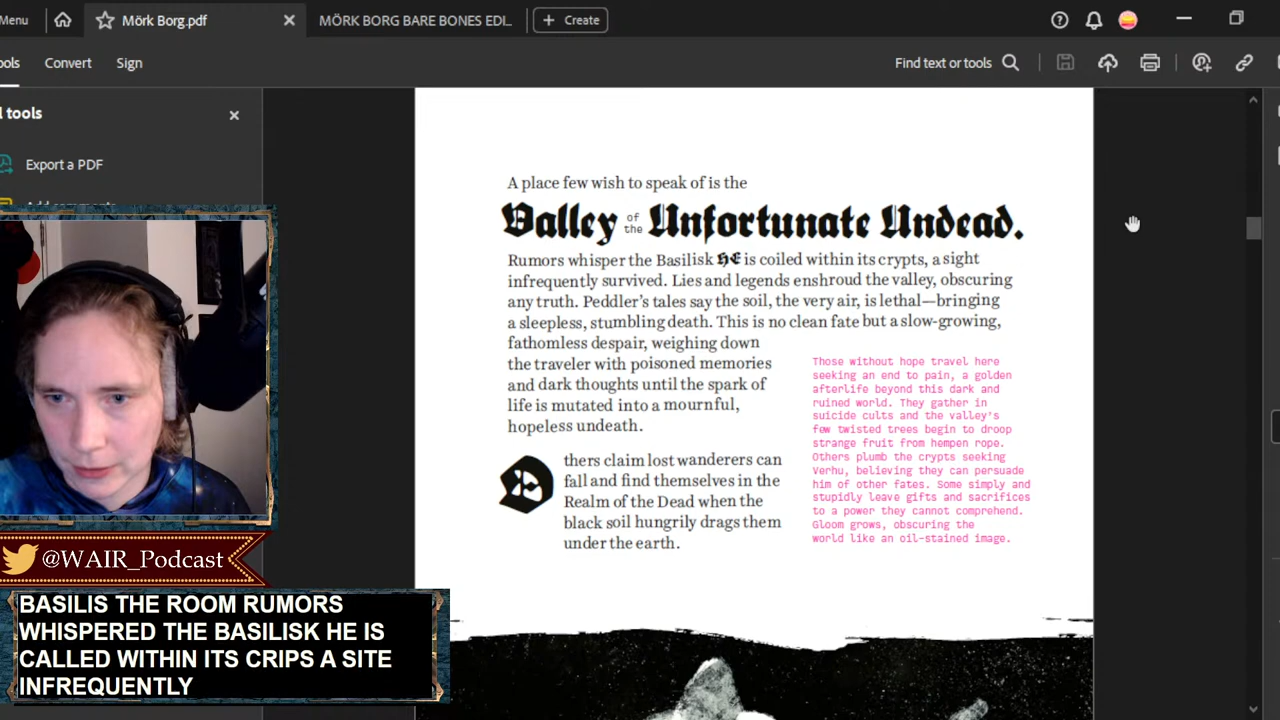 Menu
Mörk Borg.pdf
MÖRK BORG BARE BONES EDI...
Create
ols
Convert
Sign
Find text or tools
l tools
Export a PDF
A place few wish to speak of is the
Valley of the Unfortunate Undead.
Rumors whisper the Basilisk HE is coiled within its crypts, a sight
infrequently survived. Lies and legends enshroud the valley, obscuring
any truth. Peddler's tales say the soil, the very air, is lethal—bringing
a sleepless, stumbling death. This is no clean fate but a slow-growing,
fathomless despair, weighing down
the traveler with poisoned memories
and dark thoughts until the spark of
life is mutated into a mournful,
hopeless undeath.
Others claim lost wanderers can
fall and find themselves in the
Realm of the Dead when the
black soil hungrily drags them
under the earth.
Those without hope travel here
seeking an end to pain, a golden
afterlife beyond this dark and
ruined world. They gather in
suicide cults and the valley's
few twisted trees begin to droop
strange fruit from hempen rope.
Others plumb the crypts seeking
Verhu, believing they can persuade
him of other fates. Some simply and
stupidly leave gifts and sacrifices
to a power they cannot comprehend.
Gloom grows, obscuring the
world like an oil-stained image.
@WAIR_Podcast
BASILIS THE ROOM RUMORS
WHISPERED THE BASILISK HE IS
CALLED WITHIN ITS CRIPS A SITE
INFREQUENTLY